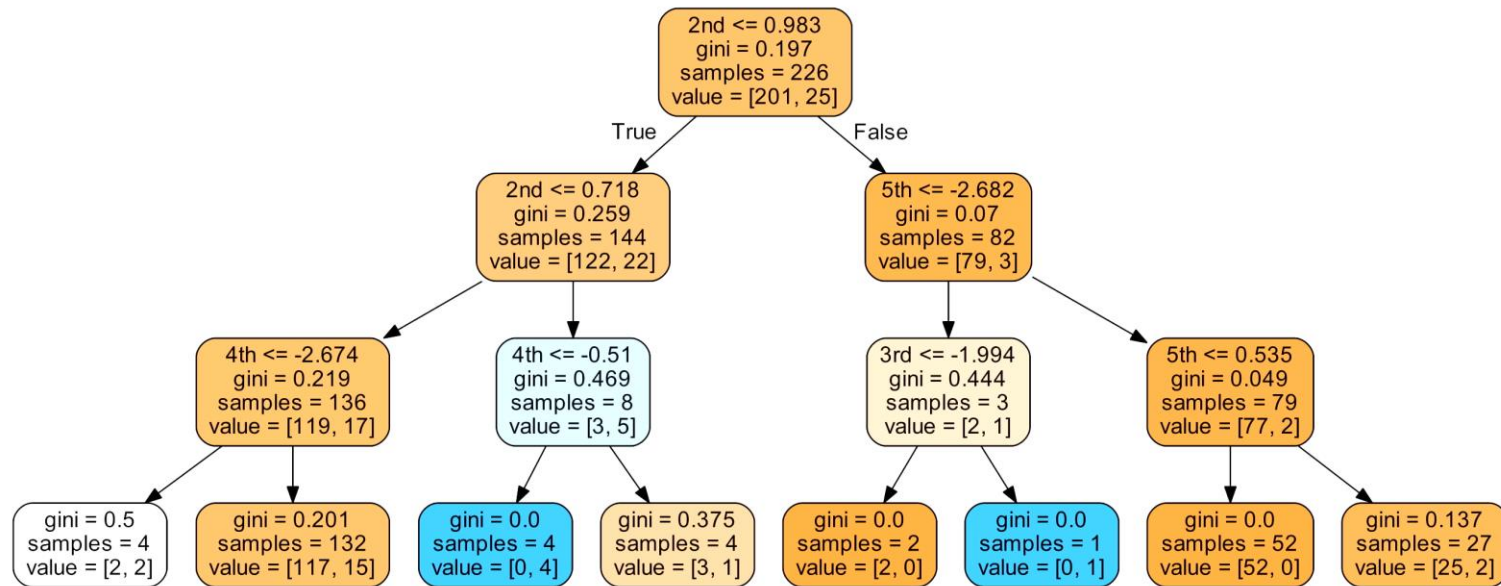 2nd <= 0.983
gini = 0.197
samples = 226
value = [201, 25]
True
False
2nd <= 0.718
gini = 0.259
samples = 144
value = [122, 22]
5th <= -2.682
gini = 0.07
samples = 82
value = [79, 3]
4th <= -2.674
gini = 0.219
samples = 136
value = [119, 17]
4th <= -0.51
gini = 0.469
samples = 8
value = [3, 5]
3rd <= -1.994
gini = 0.444
samples = 3
value = [2, 1]
5th <= 0.535
gini = 0.049
samples = 79
value = [77, 2]
gini = 0.5
samples = 4
value = [2, 2]
gini = 0.201
samples = 132
value = [117, 15]
gini = 0.0
samples = 4
value = [0, 4]
gini = 0.375
samples = 4
value = [3, 1]
gini = 0.0
samples = 2
value = [2, 0]
gini = 0.0
samples = 1
value = [0, 1]
gini = 0.0
samples = 52
value = [52, 0]
gini = 0.137
samples = 27
value = [25, 2]